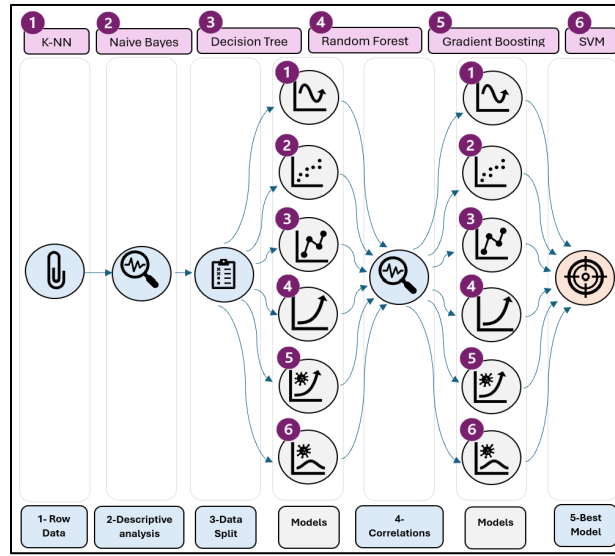 1 2 3 4 5 6
K-NN Naive Bayes Decision Tree Random Forest Gradient Boosting SVM
1 1
2 2
3 3
4 4
5 5
6 6
1- Row
Data
2-Descriptive
analysis
3-Data
Split
Models
4-
Correlations
Models
5-Best
Model